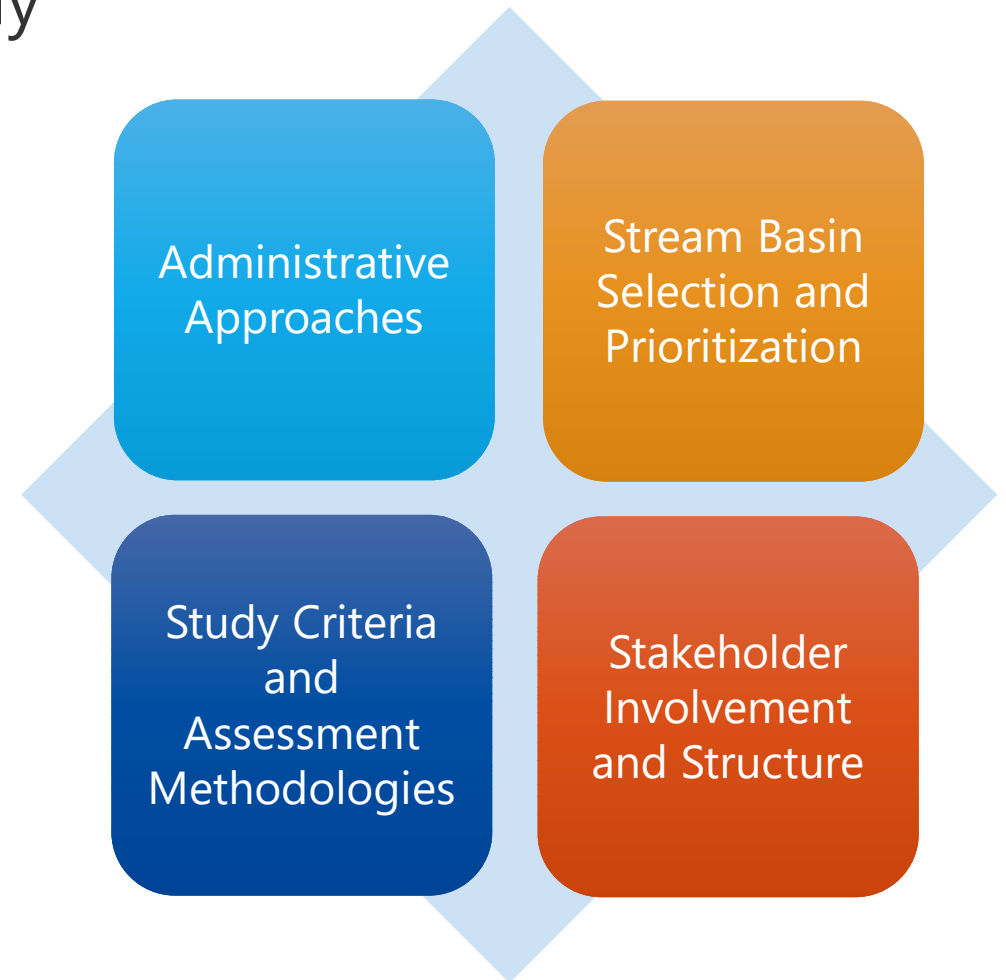 Administrative
Approaches
Stream Basin
Selection and
Prioritization
Study Criteria
and
Assessment
Methodologies
Stakeholder
Involvement
and Structure